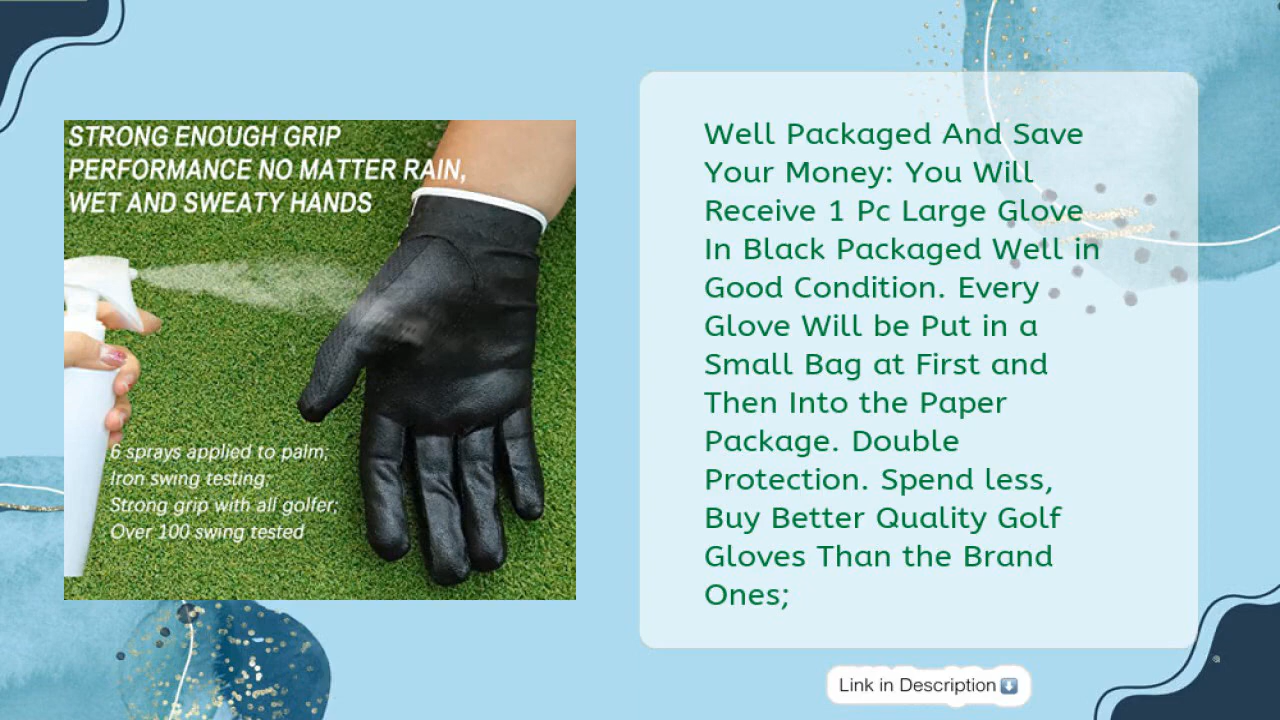 STRONG ENOUGH GRIP
PERFORMANCE NO MATTER RAIN,
WET AND SWEATY HANDS
6 sprays applied to palm;
Iron swing testing;
Strong grip with all golfer;
Over 100 swing tested
Well Packaged And Save
Your Money: You Will
Receive 1 Pc Large Glove
In Black Packaged Well in
Good Condition. Every
Glove Will be Put in a
Small Bag at First and
Then Into the Paper
Package. Double
Protection. Spend less,
Buy Better Quality Golf
Gloves Than the Brand
Ones;
Link in Description⬇️